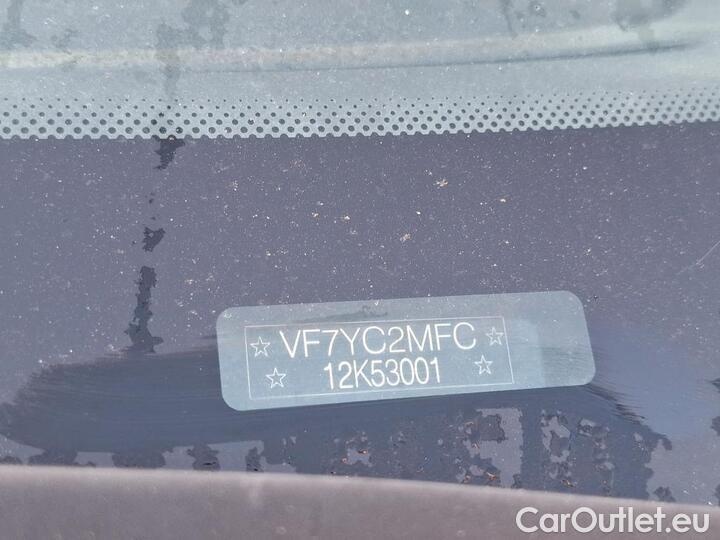 ☆ VF7YC2MFC ☆
☆ 12K53001 ☆
CarOutlet.eu